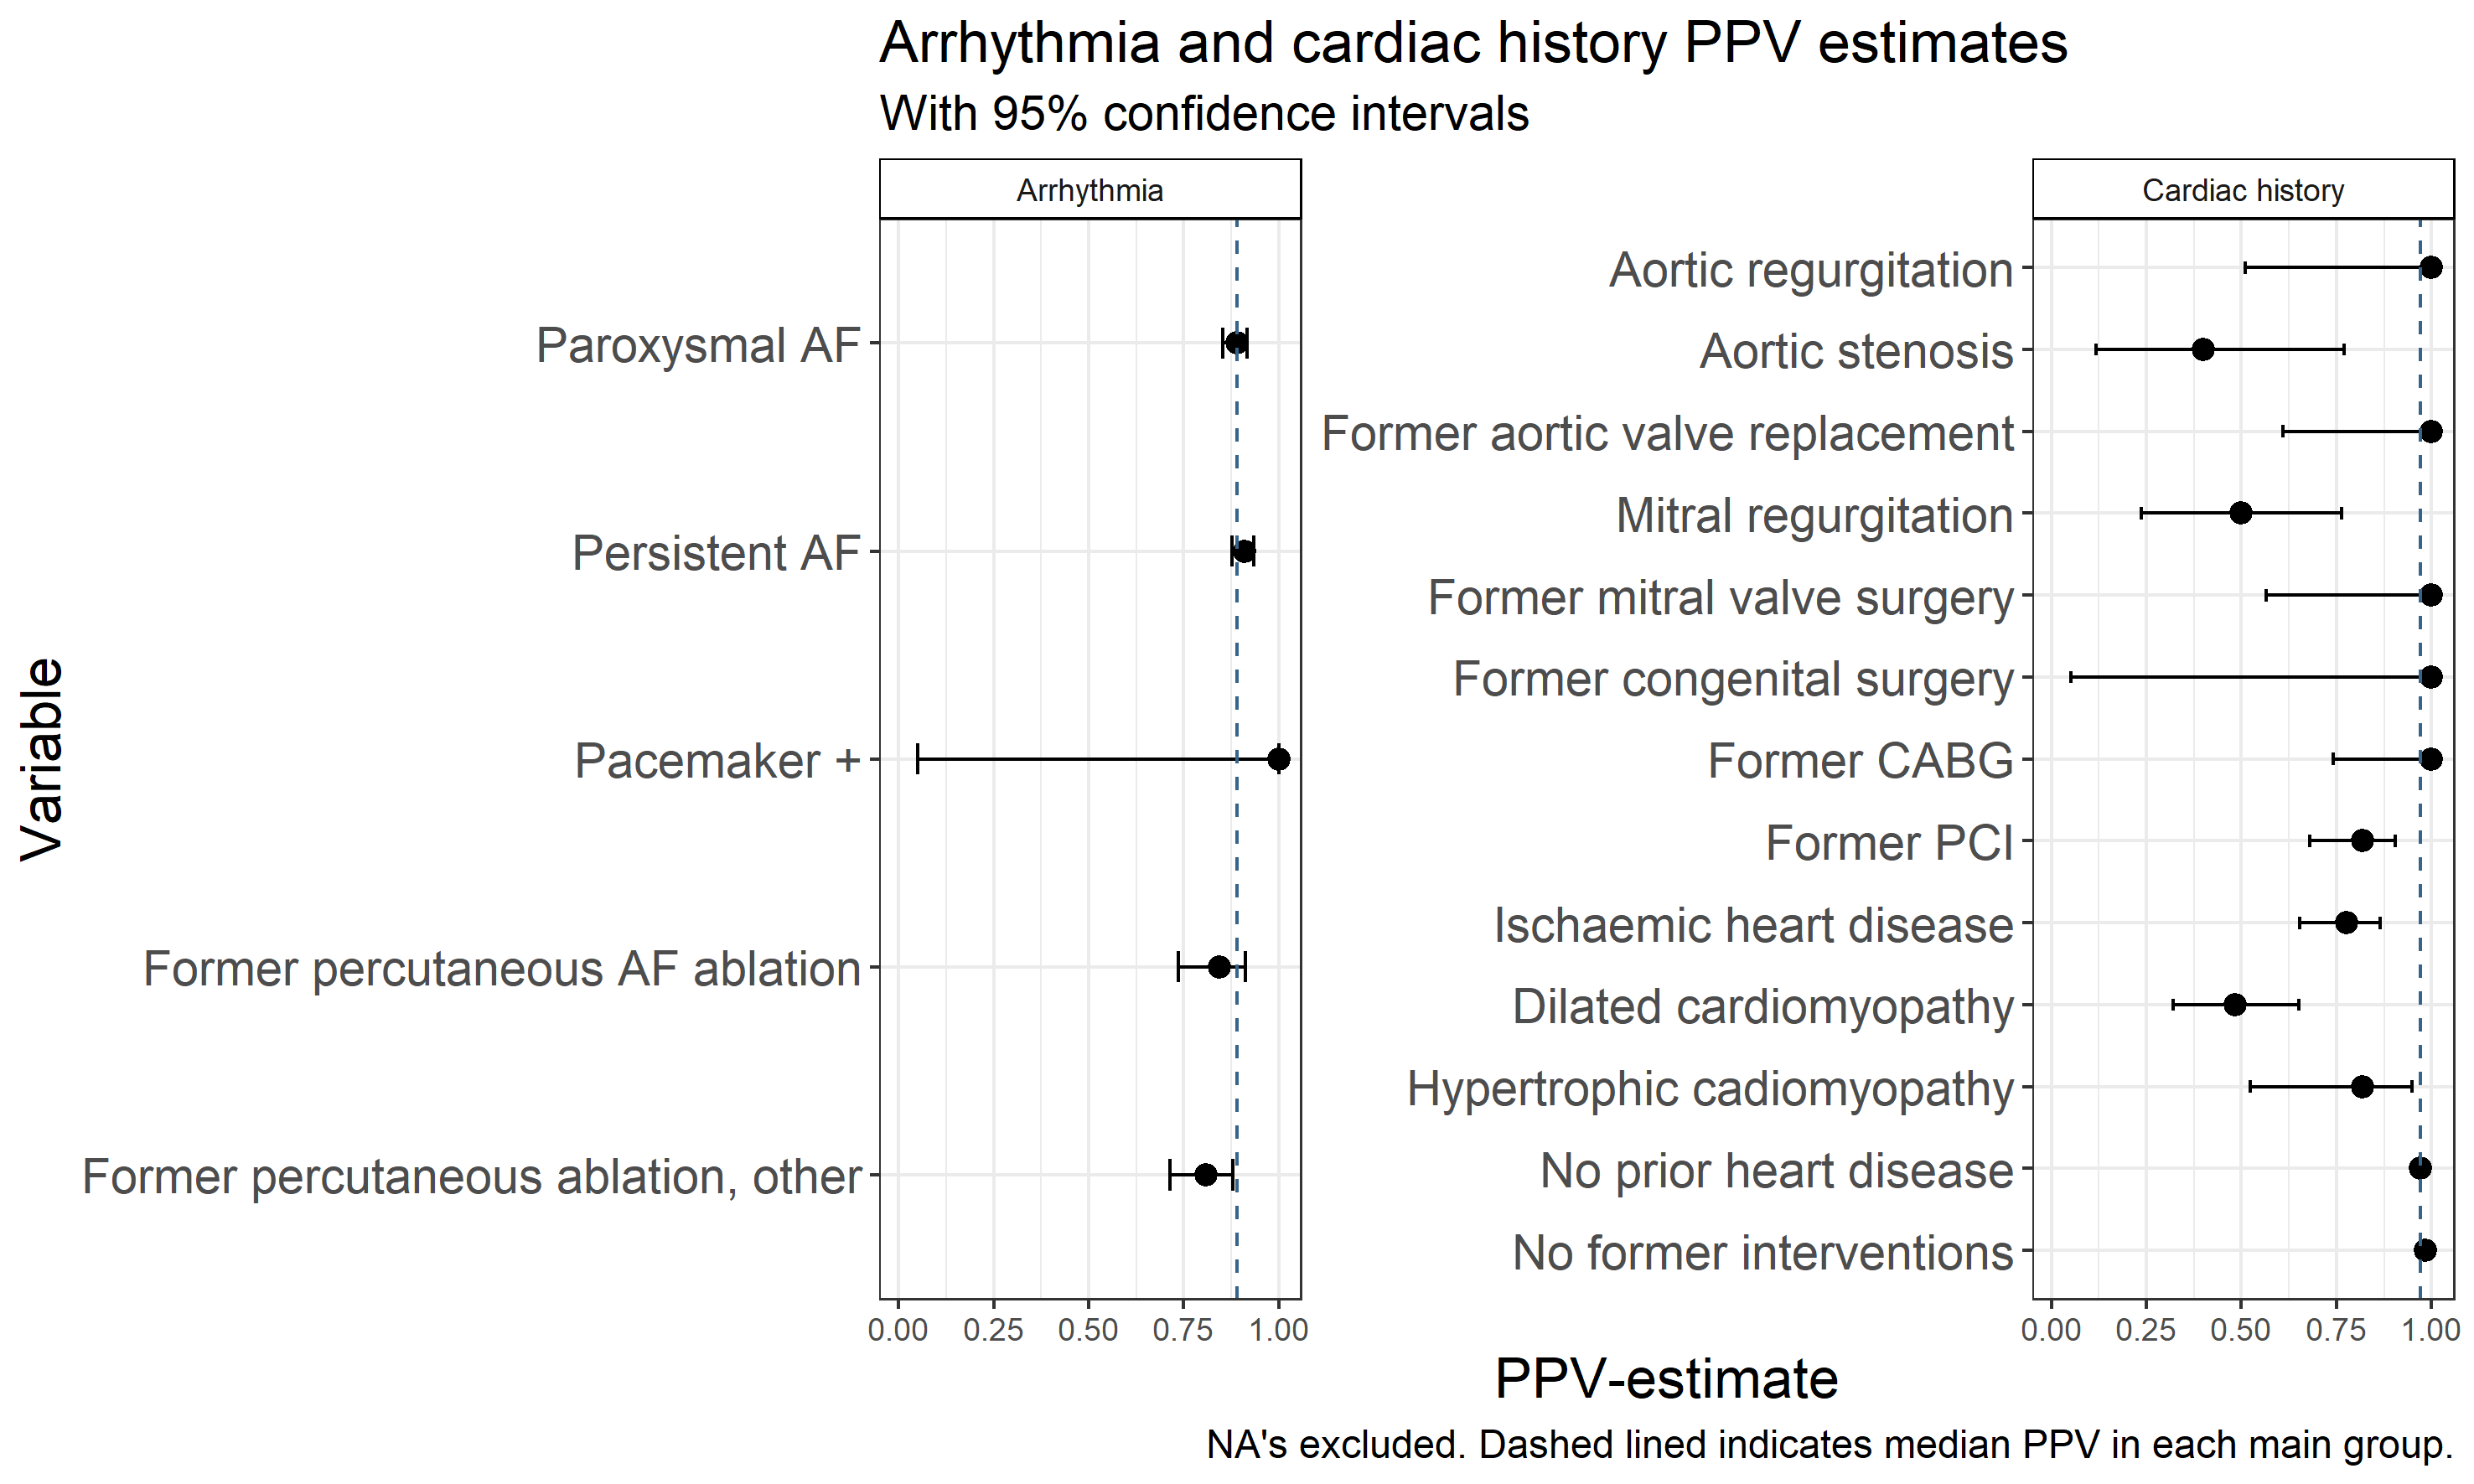 Arrhythmia and cardiac history PPV estimates
With 95% confidence intervals
Arrhythmia
Cardiac history
Variable
Paroxysmal AF
Persistent AF
Pacemaker +
Former percutaneous AF ablation
Former percutaneous ablation, other
0.00 0.25 0.50 0.75 1.00
Aortic regurgitation
Aortic stenosis
Former aortic valve replacement
Mitral regurgitation
Former mitral valve surgery
Former congenital surgery
Former CABG
Former PCI
Ischaemic heart disease
Dilated cardiomyopathy
Hypertrophic cadiomyopathy
No prior heart disease
No former interventions
0.00 0.25 0.50 0.75 1.00
PPV-estimate
NA's excluded. Dashed lined indicates median PPV in each main group.